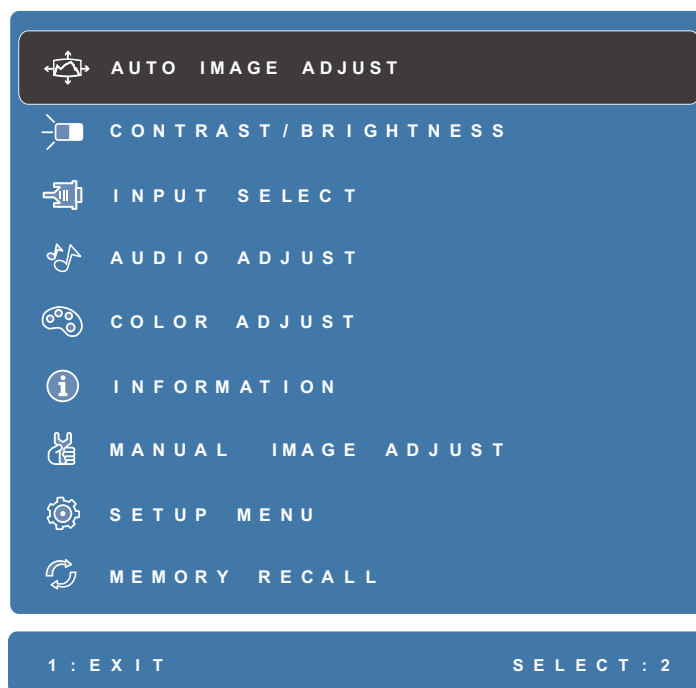 AUTO IMAGE ADJUST
CONTRAST/BRIGHTNESS
INPUT SELECT
AUDIO ADJUST
COLOR ADJUST
INFORMATION
MANUAL IMAGE ADJUST
SETUP MENU
MEMORY RECALL
1:EXIT SELECT:2